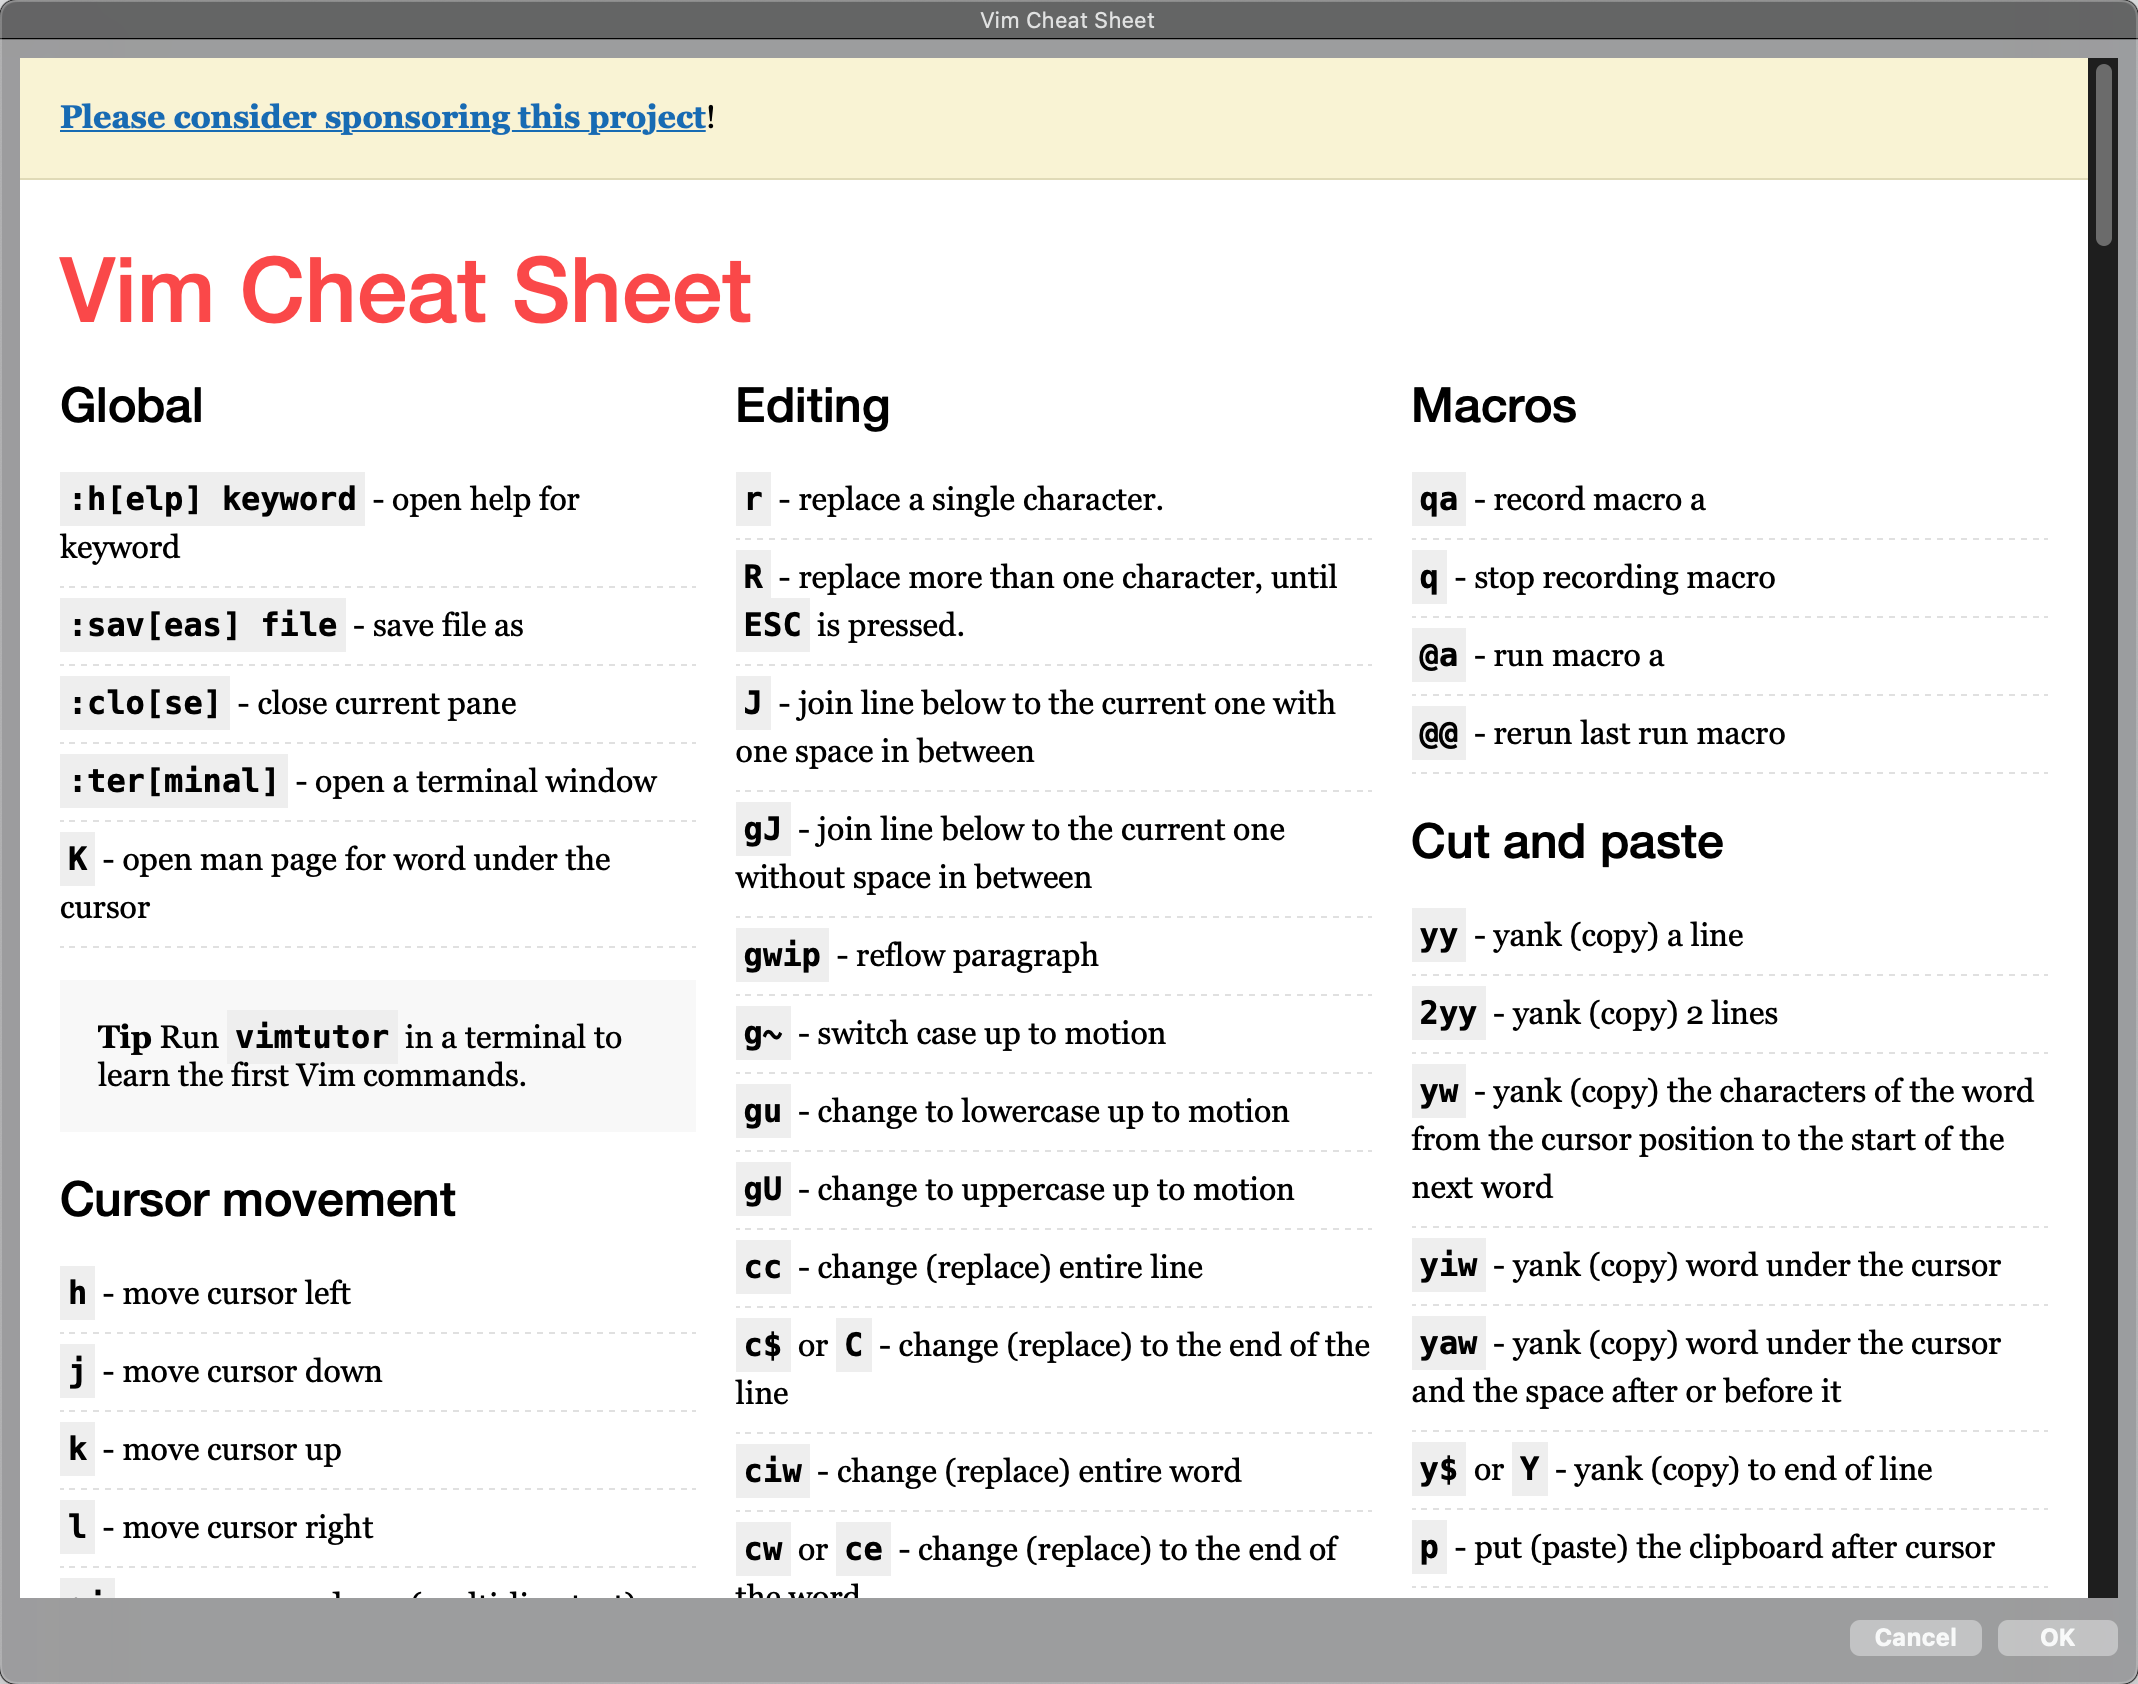 Vim Cheat Sheet
Please consider sponsoring this project!
Vim Cheat Sheet
Global
:h[elp] keyword - open help for
keyword
:sav[eas] file - save file as
:clo[se] - close current pane
:ter[minal] - open a terminal window
K - open man page for word under the
cursor
Tip Run vimtutor in a terminal to
learn the first Vim commands.
Cursor movement
h - move cursor left
j - move cursor down
k - move cursor up
l - move cursor right
Editing
r - replace a single character.
R - replace more than one character, until
ESC is pressed.
J - join line below to the current one with
one space in between
gJ - join line below to the current one
without space in between
gwip - reflow paragraph
g~ - switch case up to motion
gu - change to lowercase up to motion
gU - change to uppercase up to motion
cc - change (replace) entire line
c$ or C - change (replace) to the end of the
line
ciw - change (replace) entire word
cw or ce - change (replace) to the end of
the word
Macros
qa - record macro a
q - stop recording macro
@a - run macro a
@@ - rerun last run macro
Cut and paste
yy - yank (copy) a line
2yy - yank (copy) 2 lines
yw - yank (copy) the characters of the word
from the cursor position to the start of the
next word
yiw - yank (copy) word under the cursor
yaw - yank (copy) word under the cursor
and the space after or before it
y$ or Y - yank (copy) to end of line
p - put (paste) the clipboard after cursor
Cancel
OK